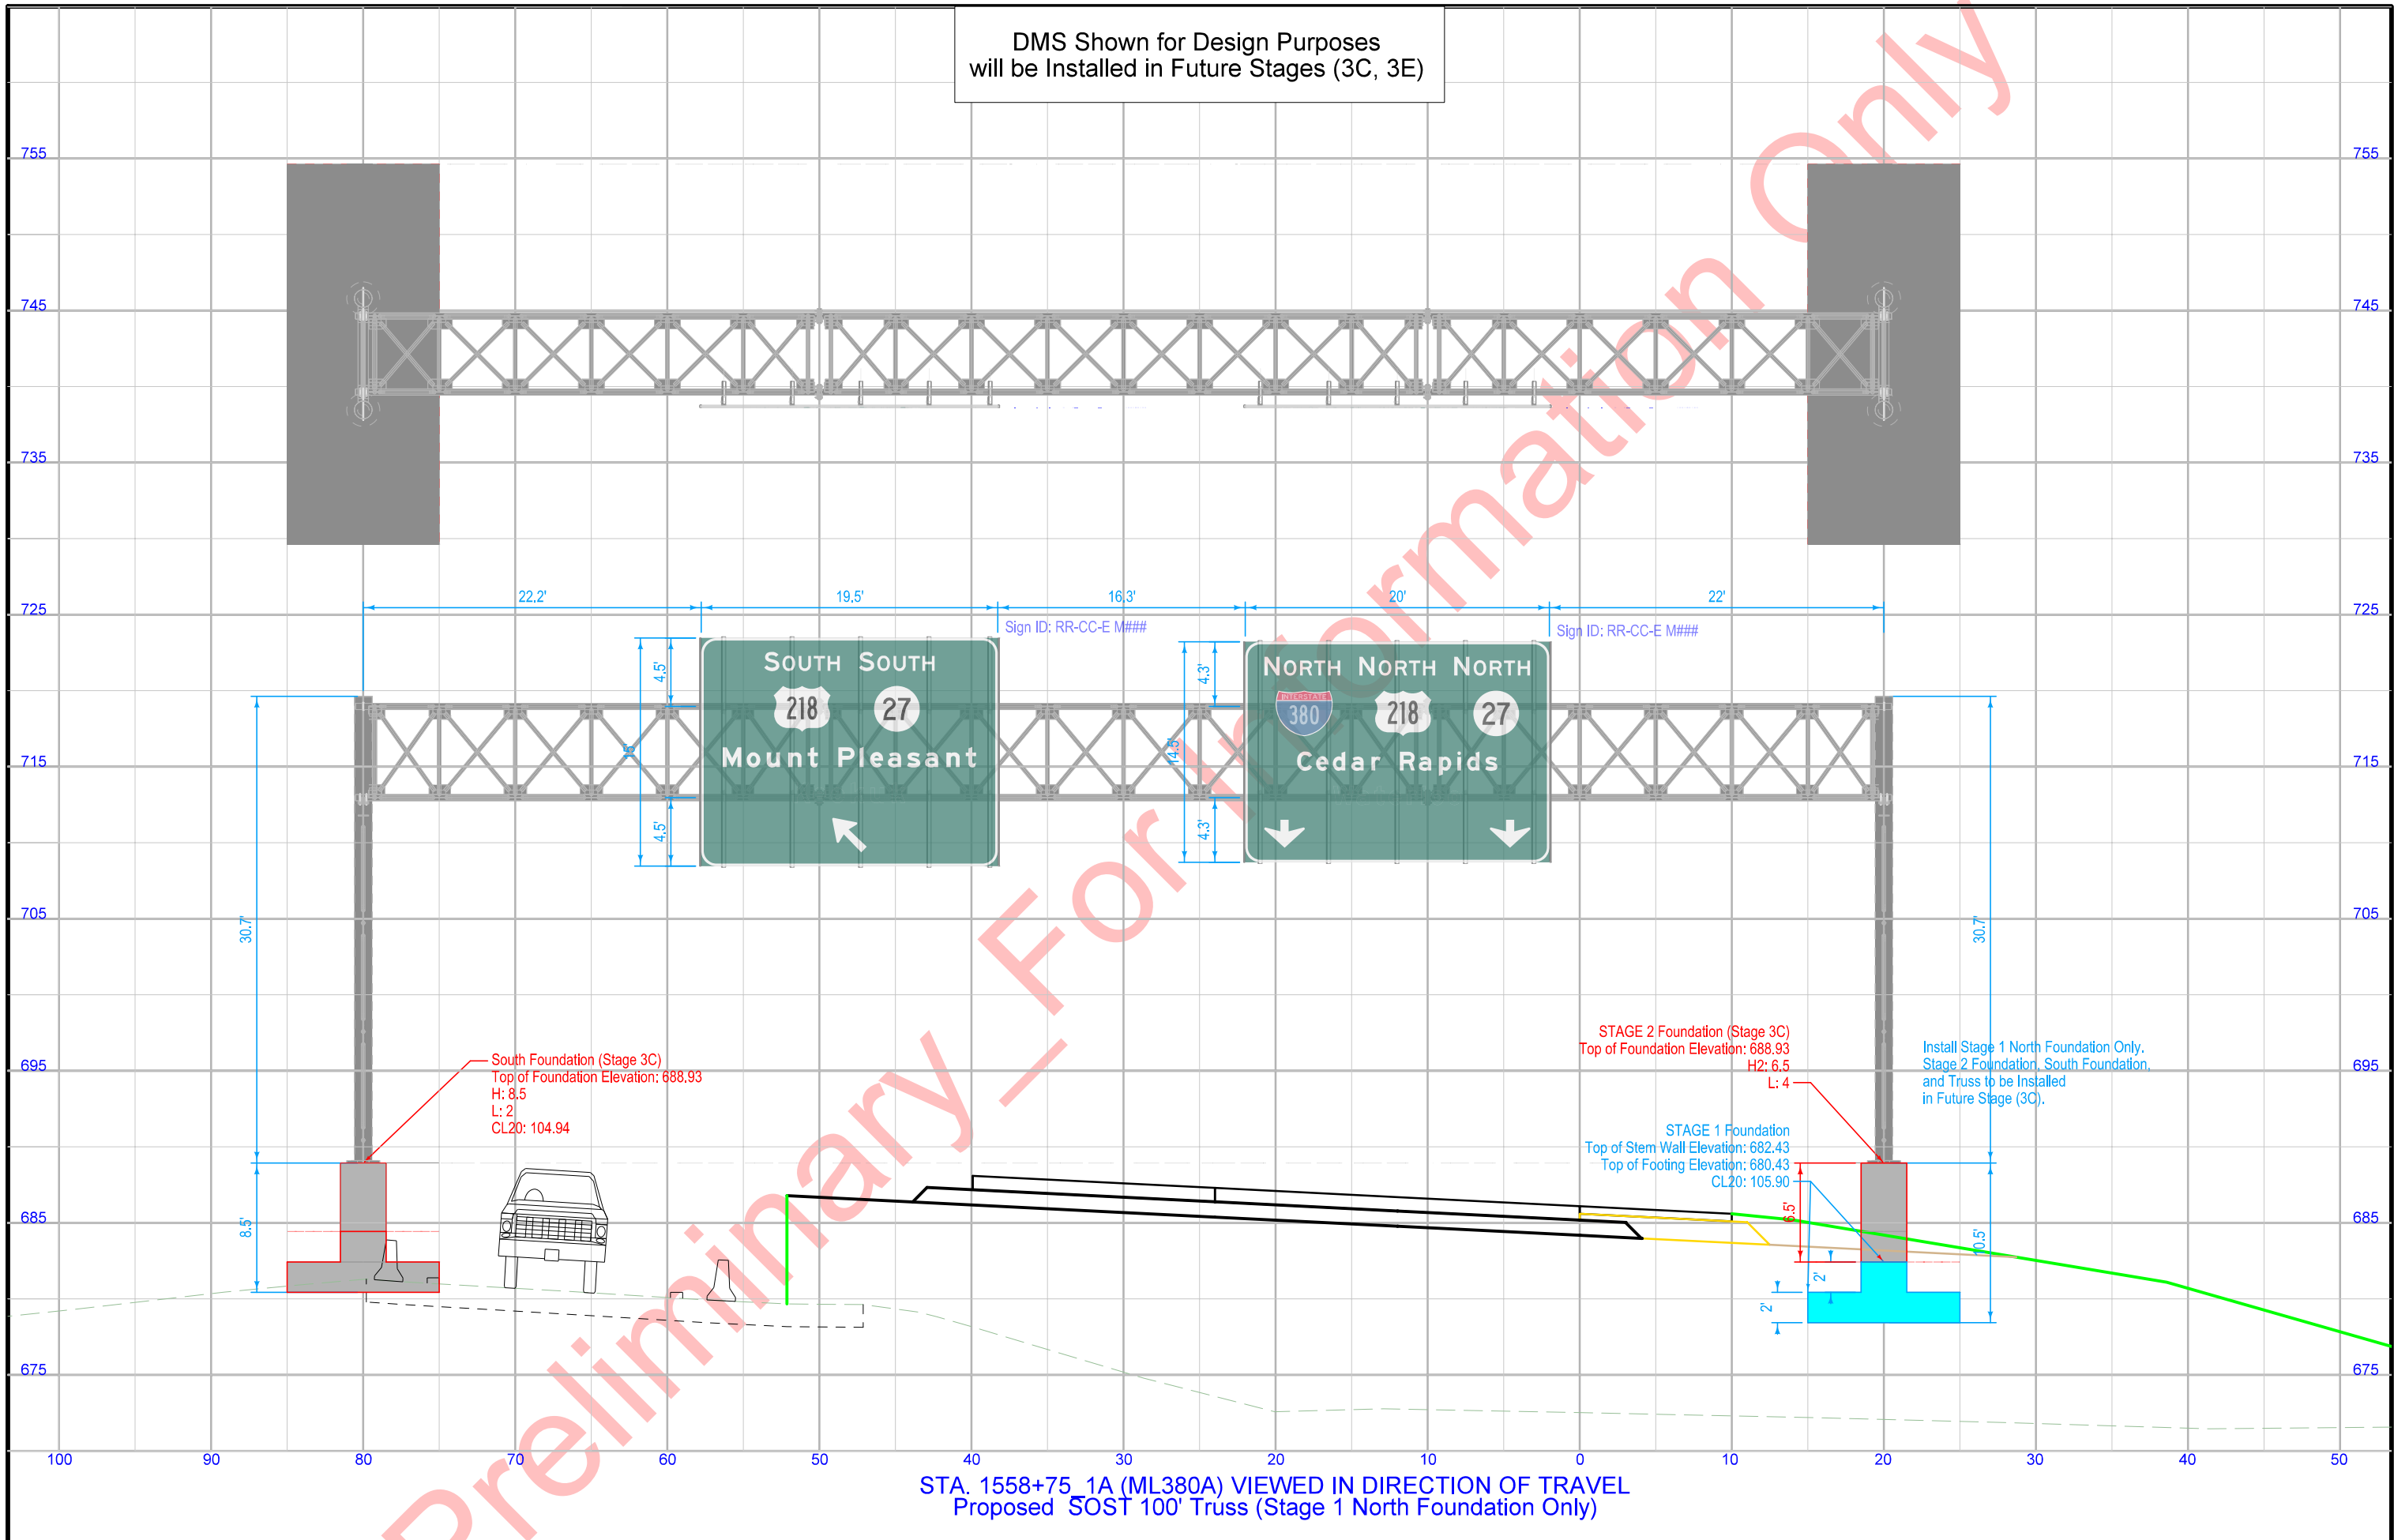 DMS Shown for Design Purposes
will be Installed in Future Stages (3C, 3E)
Preliminary_For Information Only
755
755
745
745
735
735
725
725
22.2'
19.5'
16.3'
20'
22'
Sign ID: RR-CC-E M###
Sign ID: RR-CC-E M###
SOUTH SOUTH
218
27
Mount Pleasant
4.5'
15'
4.5'
NORTH NORTH NORTH
INTERSTATE
380
218
27
Cedar Rapids
4.3'
14.5'
4.3'
715
715
705
705
30.7'
30.7'
695
695
South Foundation (Stage 3C)
Top of Foundation Elevation: 688.93
H: 8.5
L: 2
CL20: 104.94
STAGE 2 Foundation (Stage 3C)
Top of Foundation Elevation: 688.93
H2: 6.5
L: 4
Install Stage 1 North Foundation Only.
Stage 2 Foundation, South Foundation,
and Truss to be Installed
in Future Stage (3C).
STAGE 1 Foundation
Top of Stem Wall Elevation: 682.43
Top of Footing Elevation: 680.43
CL20: 105.90
685
685
8.5'
6.5'
10.5'
2'
2'
675
675
100
90
80
70
60
50
40
30
20
10
0
10
20
30
40
50
STA. 1558+75_1A (ML380A) VIEWED IN DIRECTION OF TRAVEL
Proposed SOST 100' Truss (Stage 1 North Foundation Only)